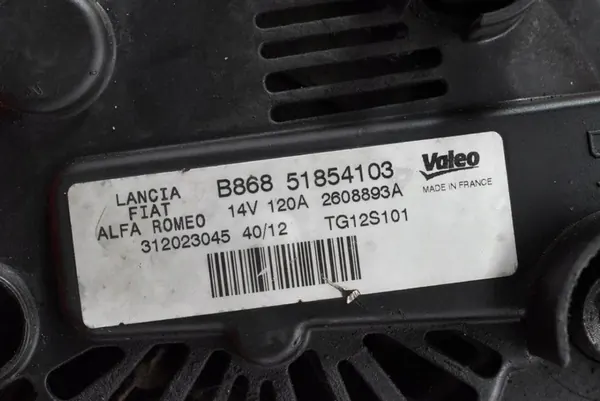 LANCIA B868 51854103 Valeo
FIAT 14V 120A 2608893A MADE IN FRANCE
ALFA ROMEO TG12S101
312023045 40/12